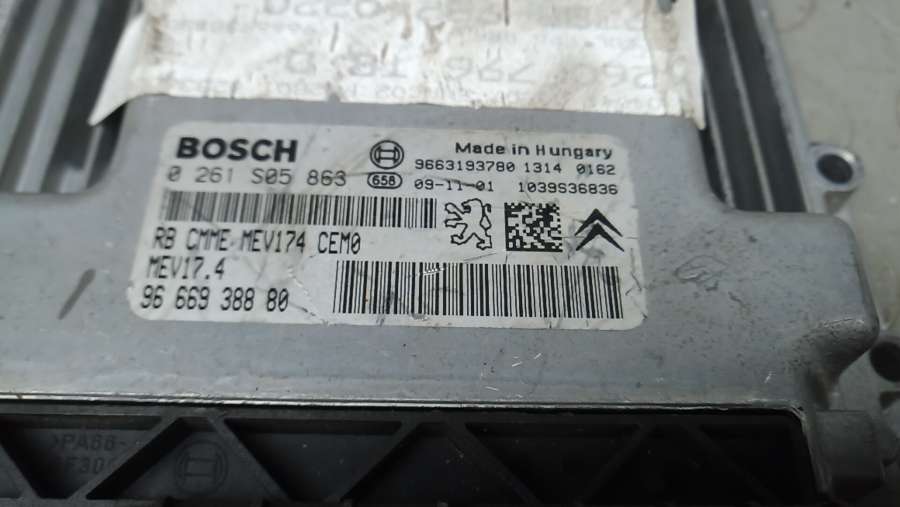 BOSCH
Made in Hungary
9663193780 1314 0162
0 261 S05 863 658 09-11-01 1039S36836
RB CMME MEV174 CEM0
MEV17.4
96 669 388 80
>PA66-